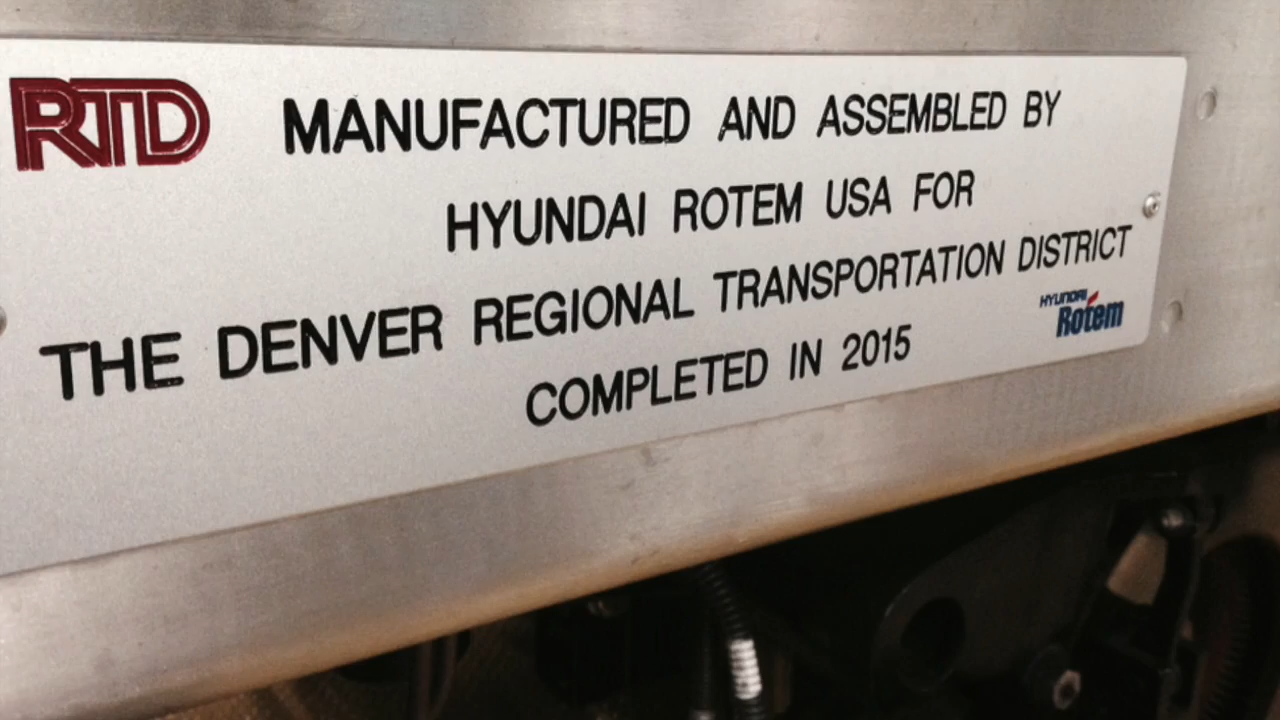 RTD MANUFACTURED AND ASSEMBLED BY
HYUNDAI ROTEM USA FOR
THE DENVER REGIONAL TRANSPORTATION DISTRICT
COMPLETED IN 2015
HYUNDAI
Rotem